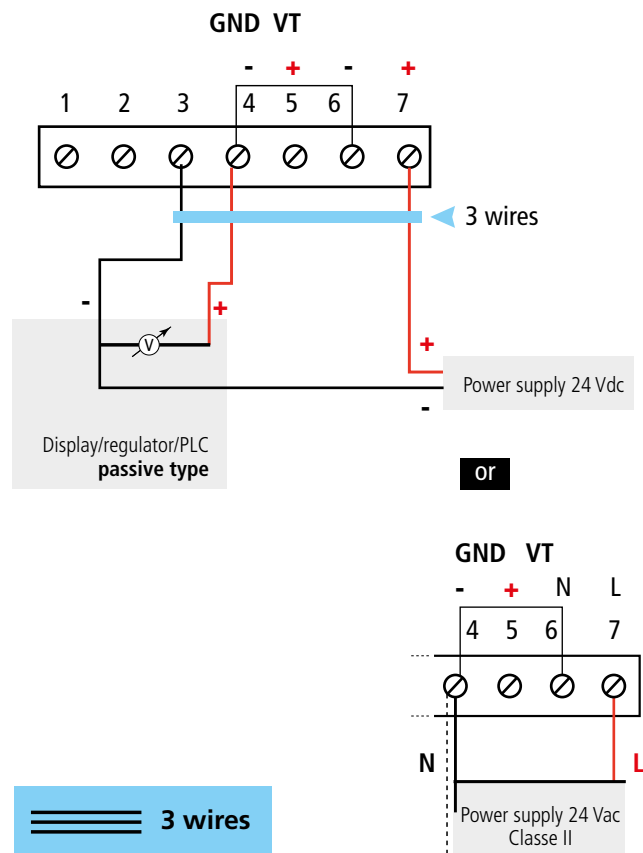 GND VT
- + - +
1 2 3 4 5 6 7
3 wires
-
+
V
+
Power supply 24 Vdc
-
Display/regulator/PLC
passive type
or
GND VT
- + N L
4 5 6 7
N L
Power supply 24 Vac
Classe II
3 wires